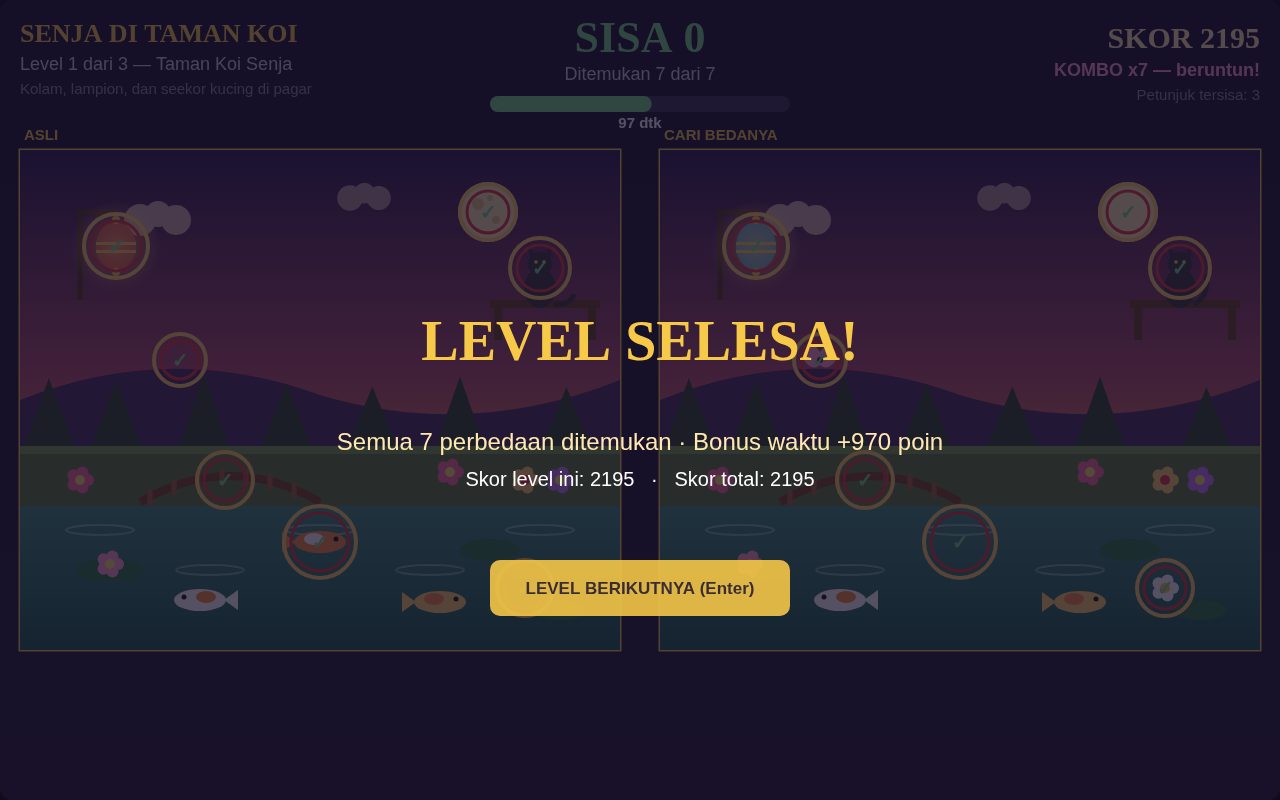 SENJA DI TAMAN KOI
Level 1 dari 3 — Taman Koi Senja
Kolam, lampion, dan seekor kucing di pagar
SISA 0
Ditemukan 7 dari 7
97 dtk
SKOR 2195
KOMBO x7 — beruntun!
Petunjuk tersisa: 3
ASLI
CARI BEDANYA
LEVEL SELESA!
Semua 7 perbedaan ditemukan · Bonus waktu +970 poin
Skor level ini: 2195 · Skor total: 2195
LEVEL BERIKUTNYA (Enter)